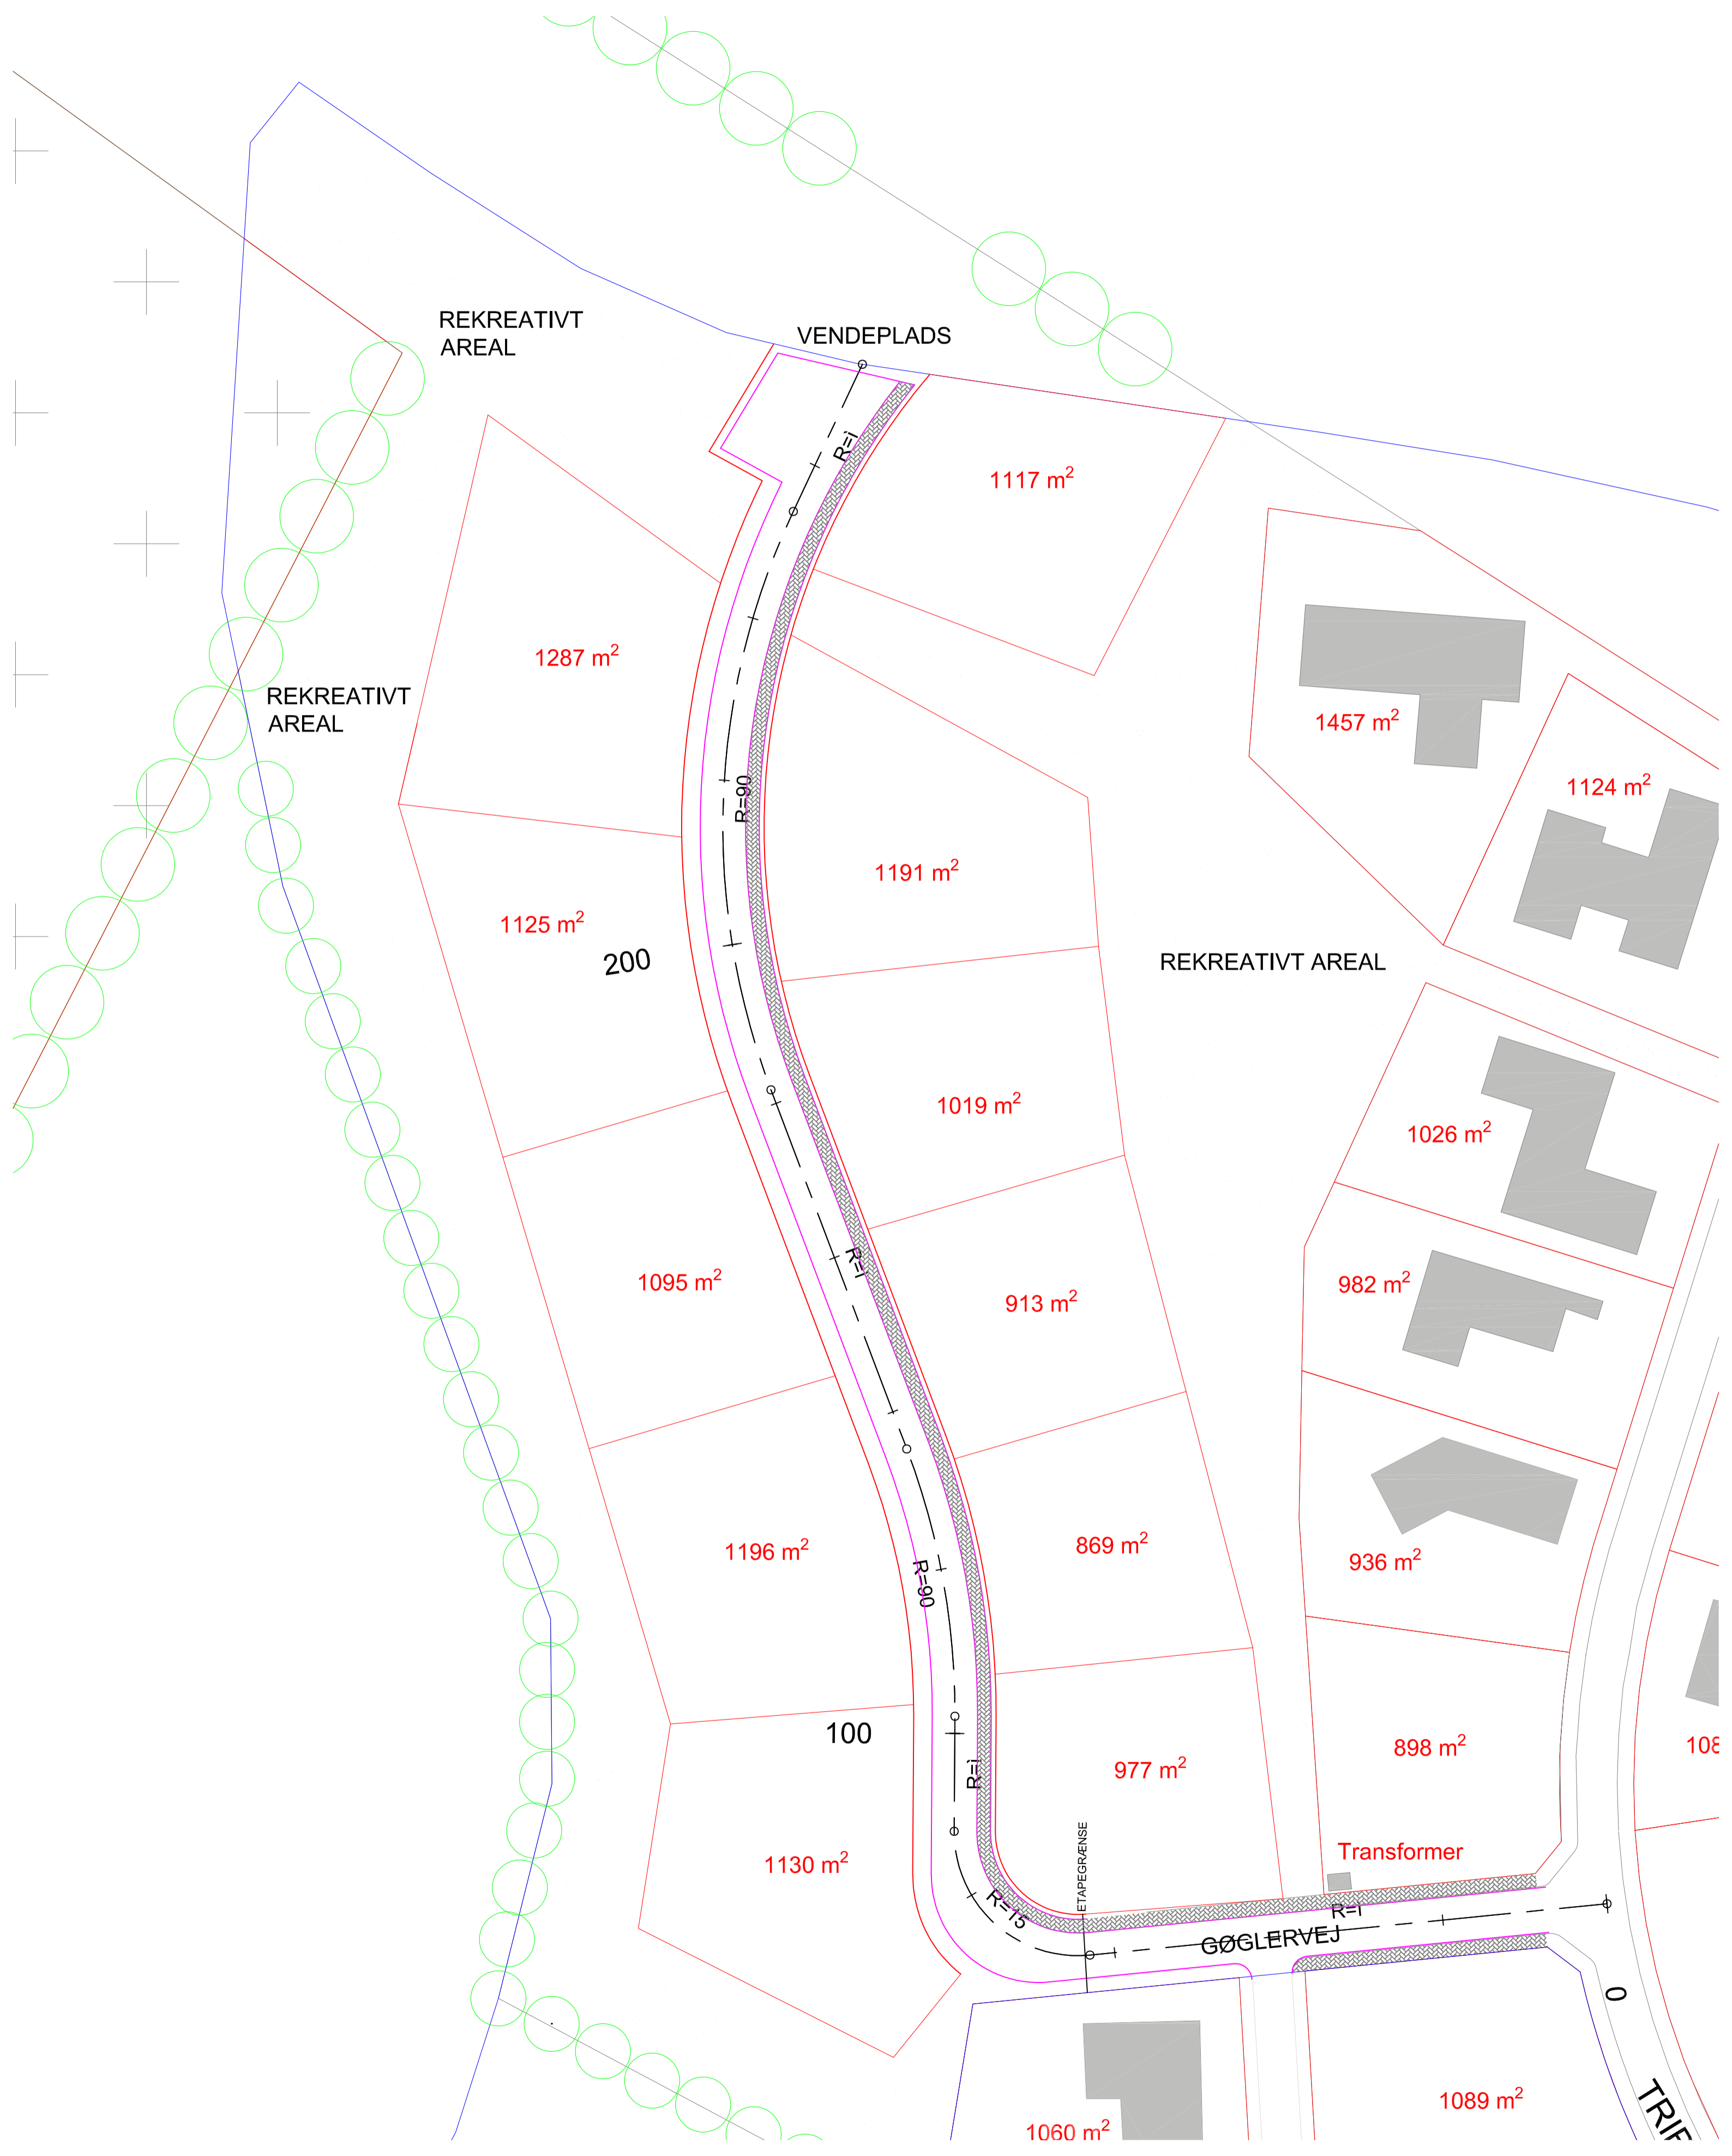 REKREATIVT
AREAL
VENDEPLADS
R=i
1117 m²
1287 m²
REKREATIVT
AREAL
1457 m²
1124 m²
R=90
1191 m²
1125 m²
200
REKREATIVT AREAL
1019 m²
1026 m²
R=i
1095 m²
913 m²
982 m²
1196 m²
R=90
869 m²
936 m²
100
R=i
977 m²
898 m²
108
1130 m²
ETAPEGRÆNSE
Transformer
R=15
R=i
GØGLERVEJ
0
1060 m²
1089 m²